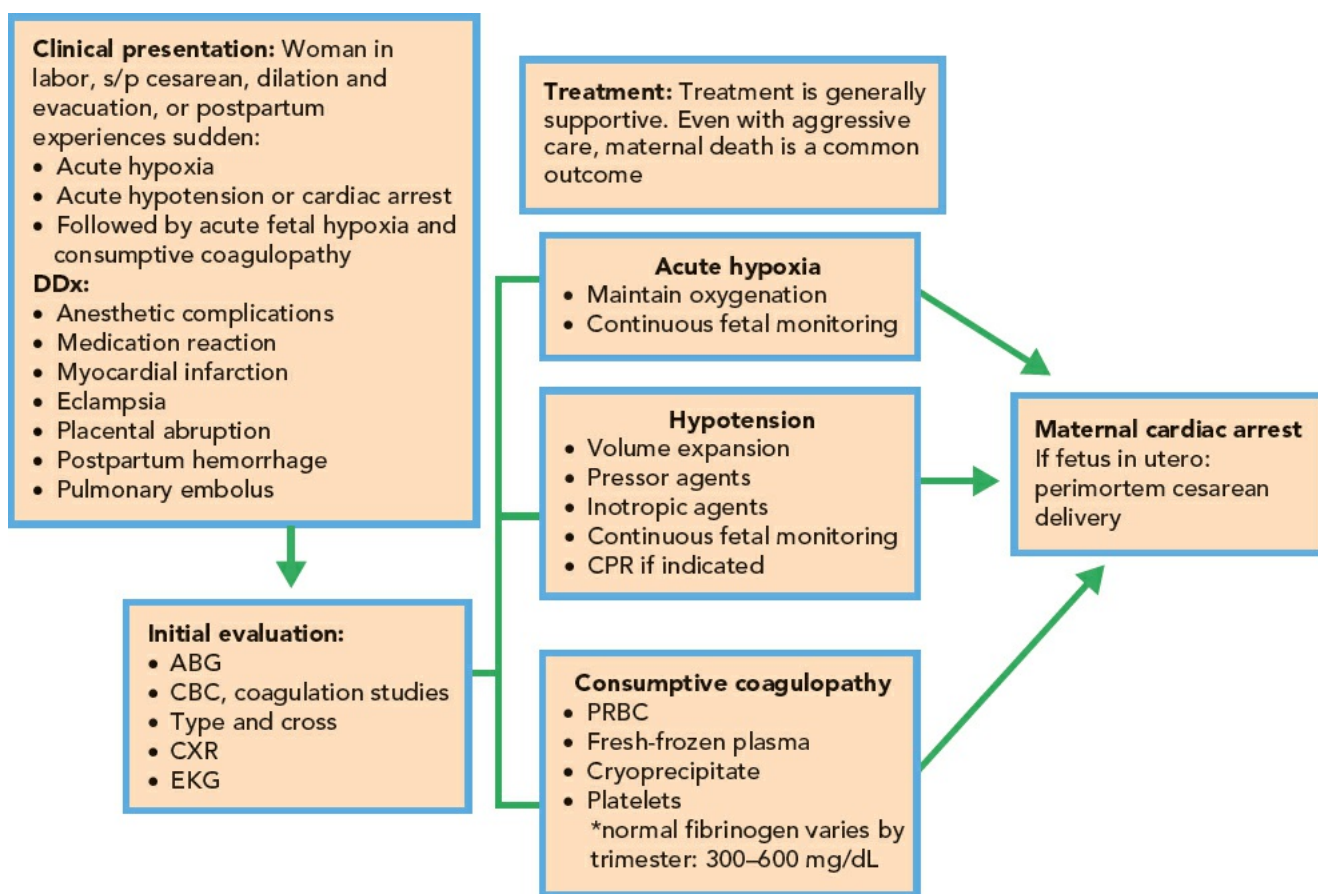 Clinical presentation: Woman in
labor, s/p cesarean, dilation and
evacuation, or postpartum
experiences sudden:
• Acute hypoxia
• Acute hypotension or cardiac arrest
• Followed by acute fetal hypoxia and
consumptive coagulopathy
DDx:
• Anesthetic complications
• Medication reaction
• Myocardial infarction
• Eclampsia
• Placental abruption
• Postpartum hemorrhage
• Pulmonary embolus
Initial evaluation:
• ABG
• CBC, coagulation studies
• Type and cross
• CXR
• EKG
Treatment: Treatment is generally
supportive. Even with aggressive
care, maternal death is a common
outcome
Acute hypoxia
• Maintain oxygenation
• Continuous fetal monitoring
Hypotension
• Volume expansion
• Pressor agents
• Inotropic agents
• Continuous fetal monitoring
• CPR if indicated
Consumptive coagulopathy
• PRBC
• Fresh-frozen plasma
• Cryoprecipitate
• Platelets
*normal fibrinogen varies by
trimester: 300–600 mg/dL
Maternal cardiac arrest
If fetus in utero:
perimortem cesarean
delivery